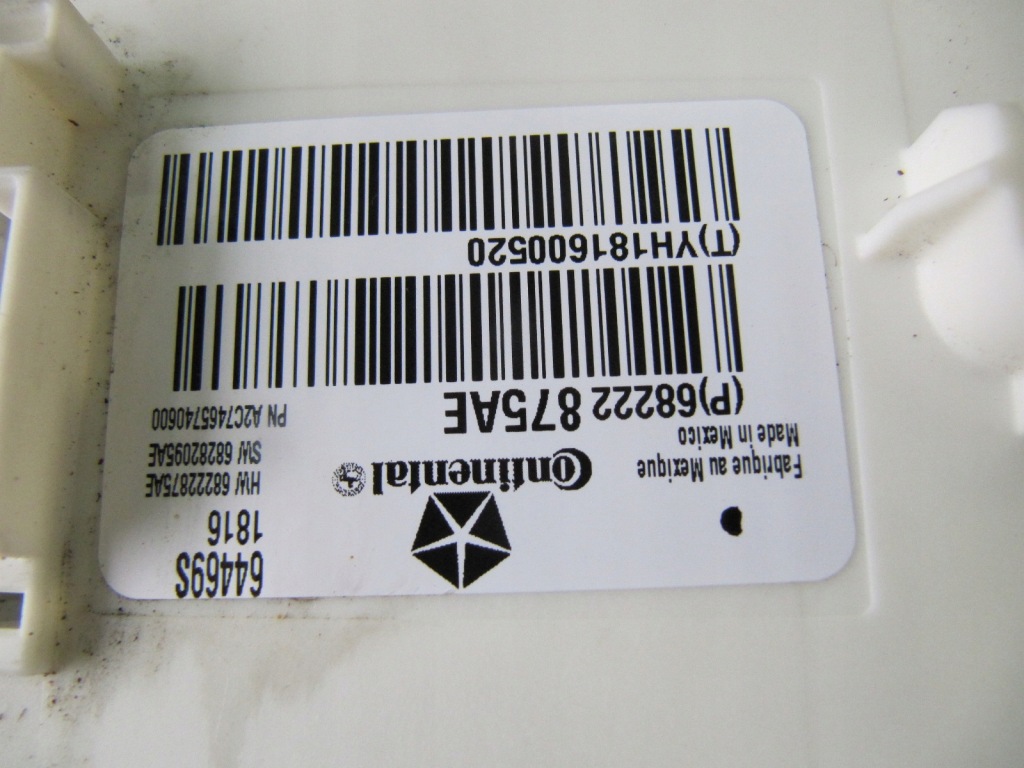 64469S
1816
HW 68222875AE
SW 68282095AE
PN A2C7465740600
Continental
Fabrique au Mexique
Made in Mexico
(P)68222 875AE
(T)YH181600520